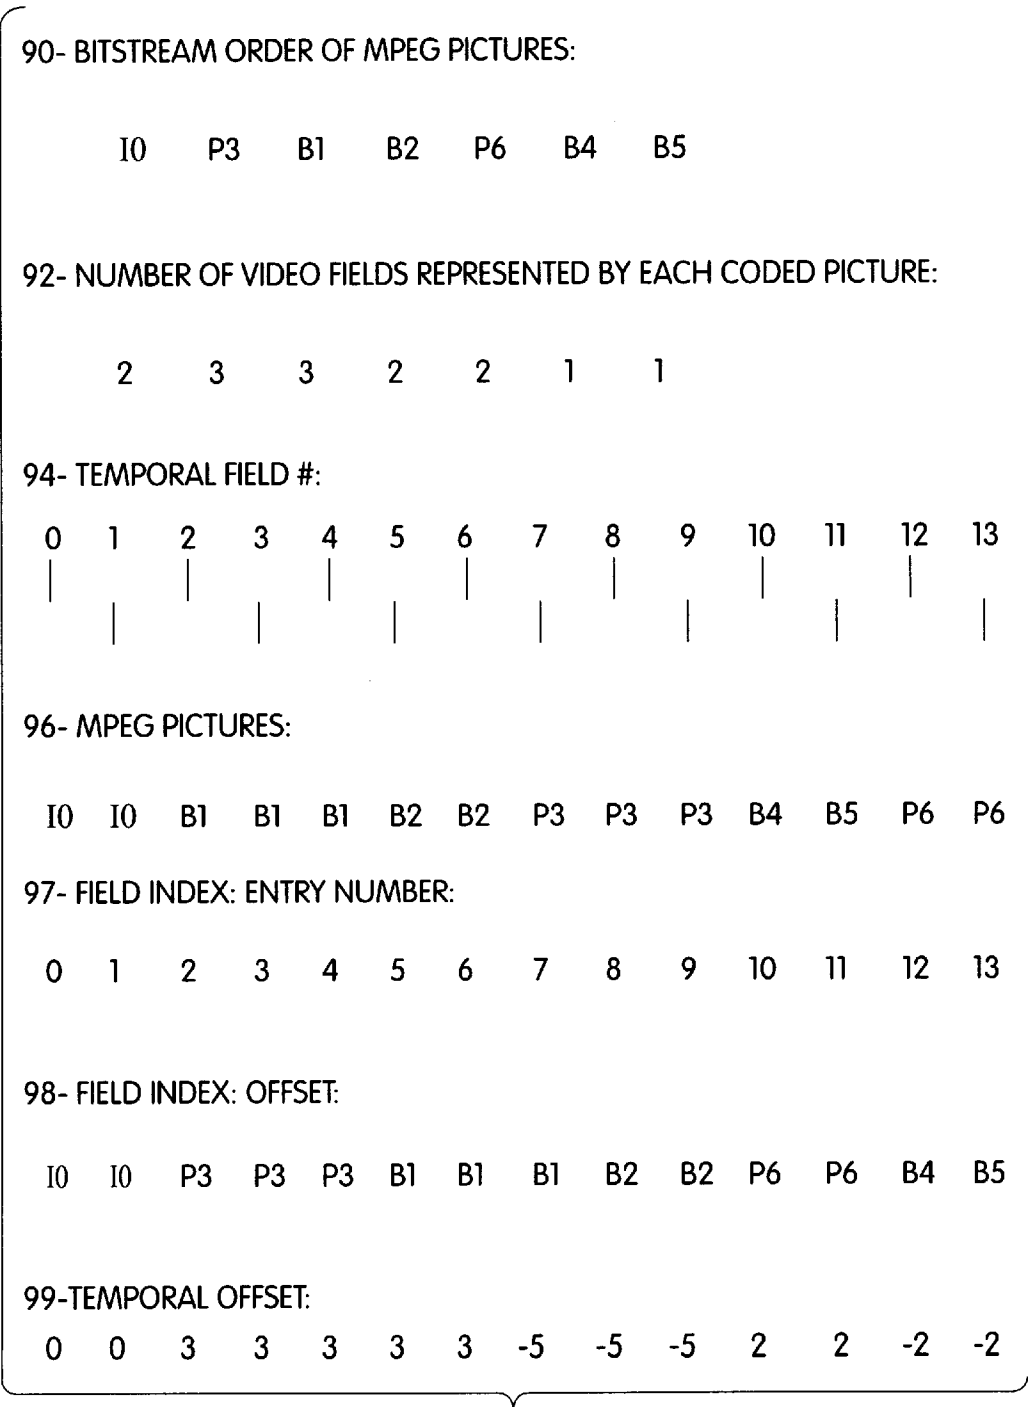 90- BITSTREAM ORDER OF MPEG PICTURES:
I0 P3 B1 B2 P6 B4 B5
92- NUMBER OF VIDEO FIELDS REPRESENTED BY EACH CODED PICTURE:
2 3 3 2 2 1 1
94- TEMPORAL FIELD #:
0 1 2 3 4 5 6 7 8 9 10 11 12 13
96- MPEG PICTURES:
I0 I0 B1 B1 B1 B2 B2 P3 P3 P3 B4 B5 P6 P6
97- FIELD INDEX: ENTRY NUMBER:
0 1 2 3 4 5 6 7 8 9 10 11 12 13
98- FIELD INDEX: OFFSET:
I0 I0 P3 P3 P3 B1 B1 B1 B2 B2 P6 P6 B4 B5
99-TEMPORAL OFFSET:
0 0 3 3 3 3 3 -5 -5 -5 2 2 -2 -2